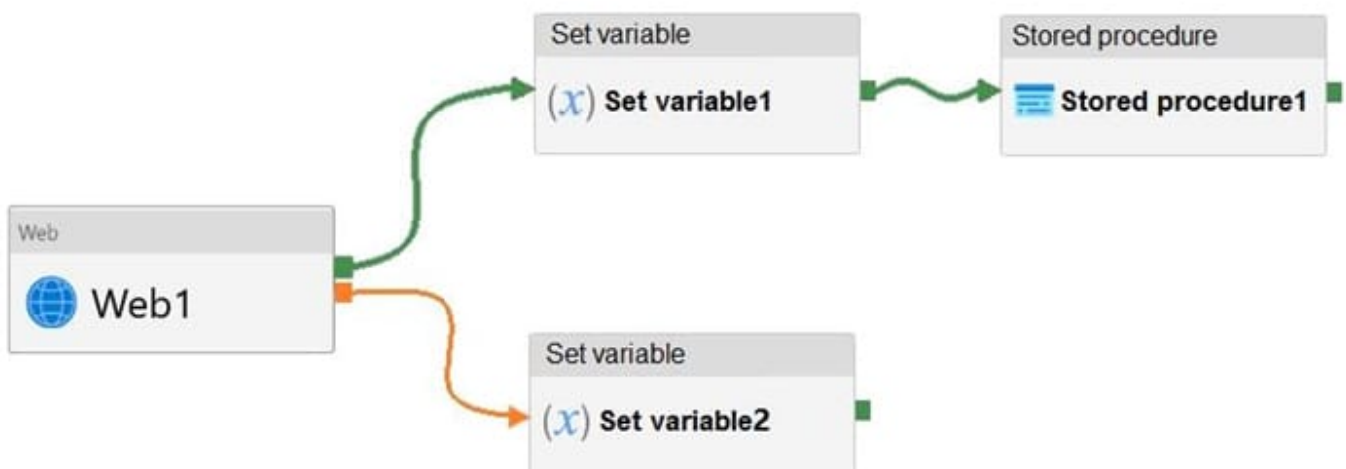 Set variable
(x) Set variable1
Stored procedure
Stored procedure1
Web
Web1
Set variable
(x) Set variable2